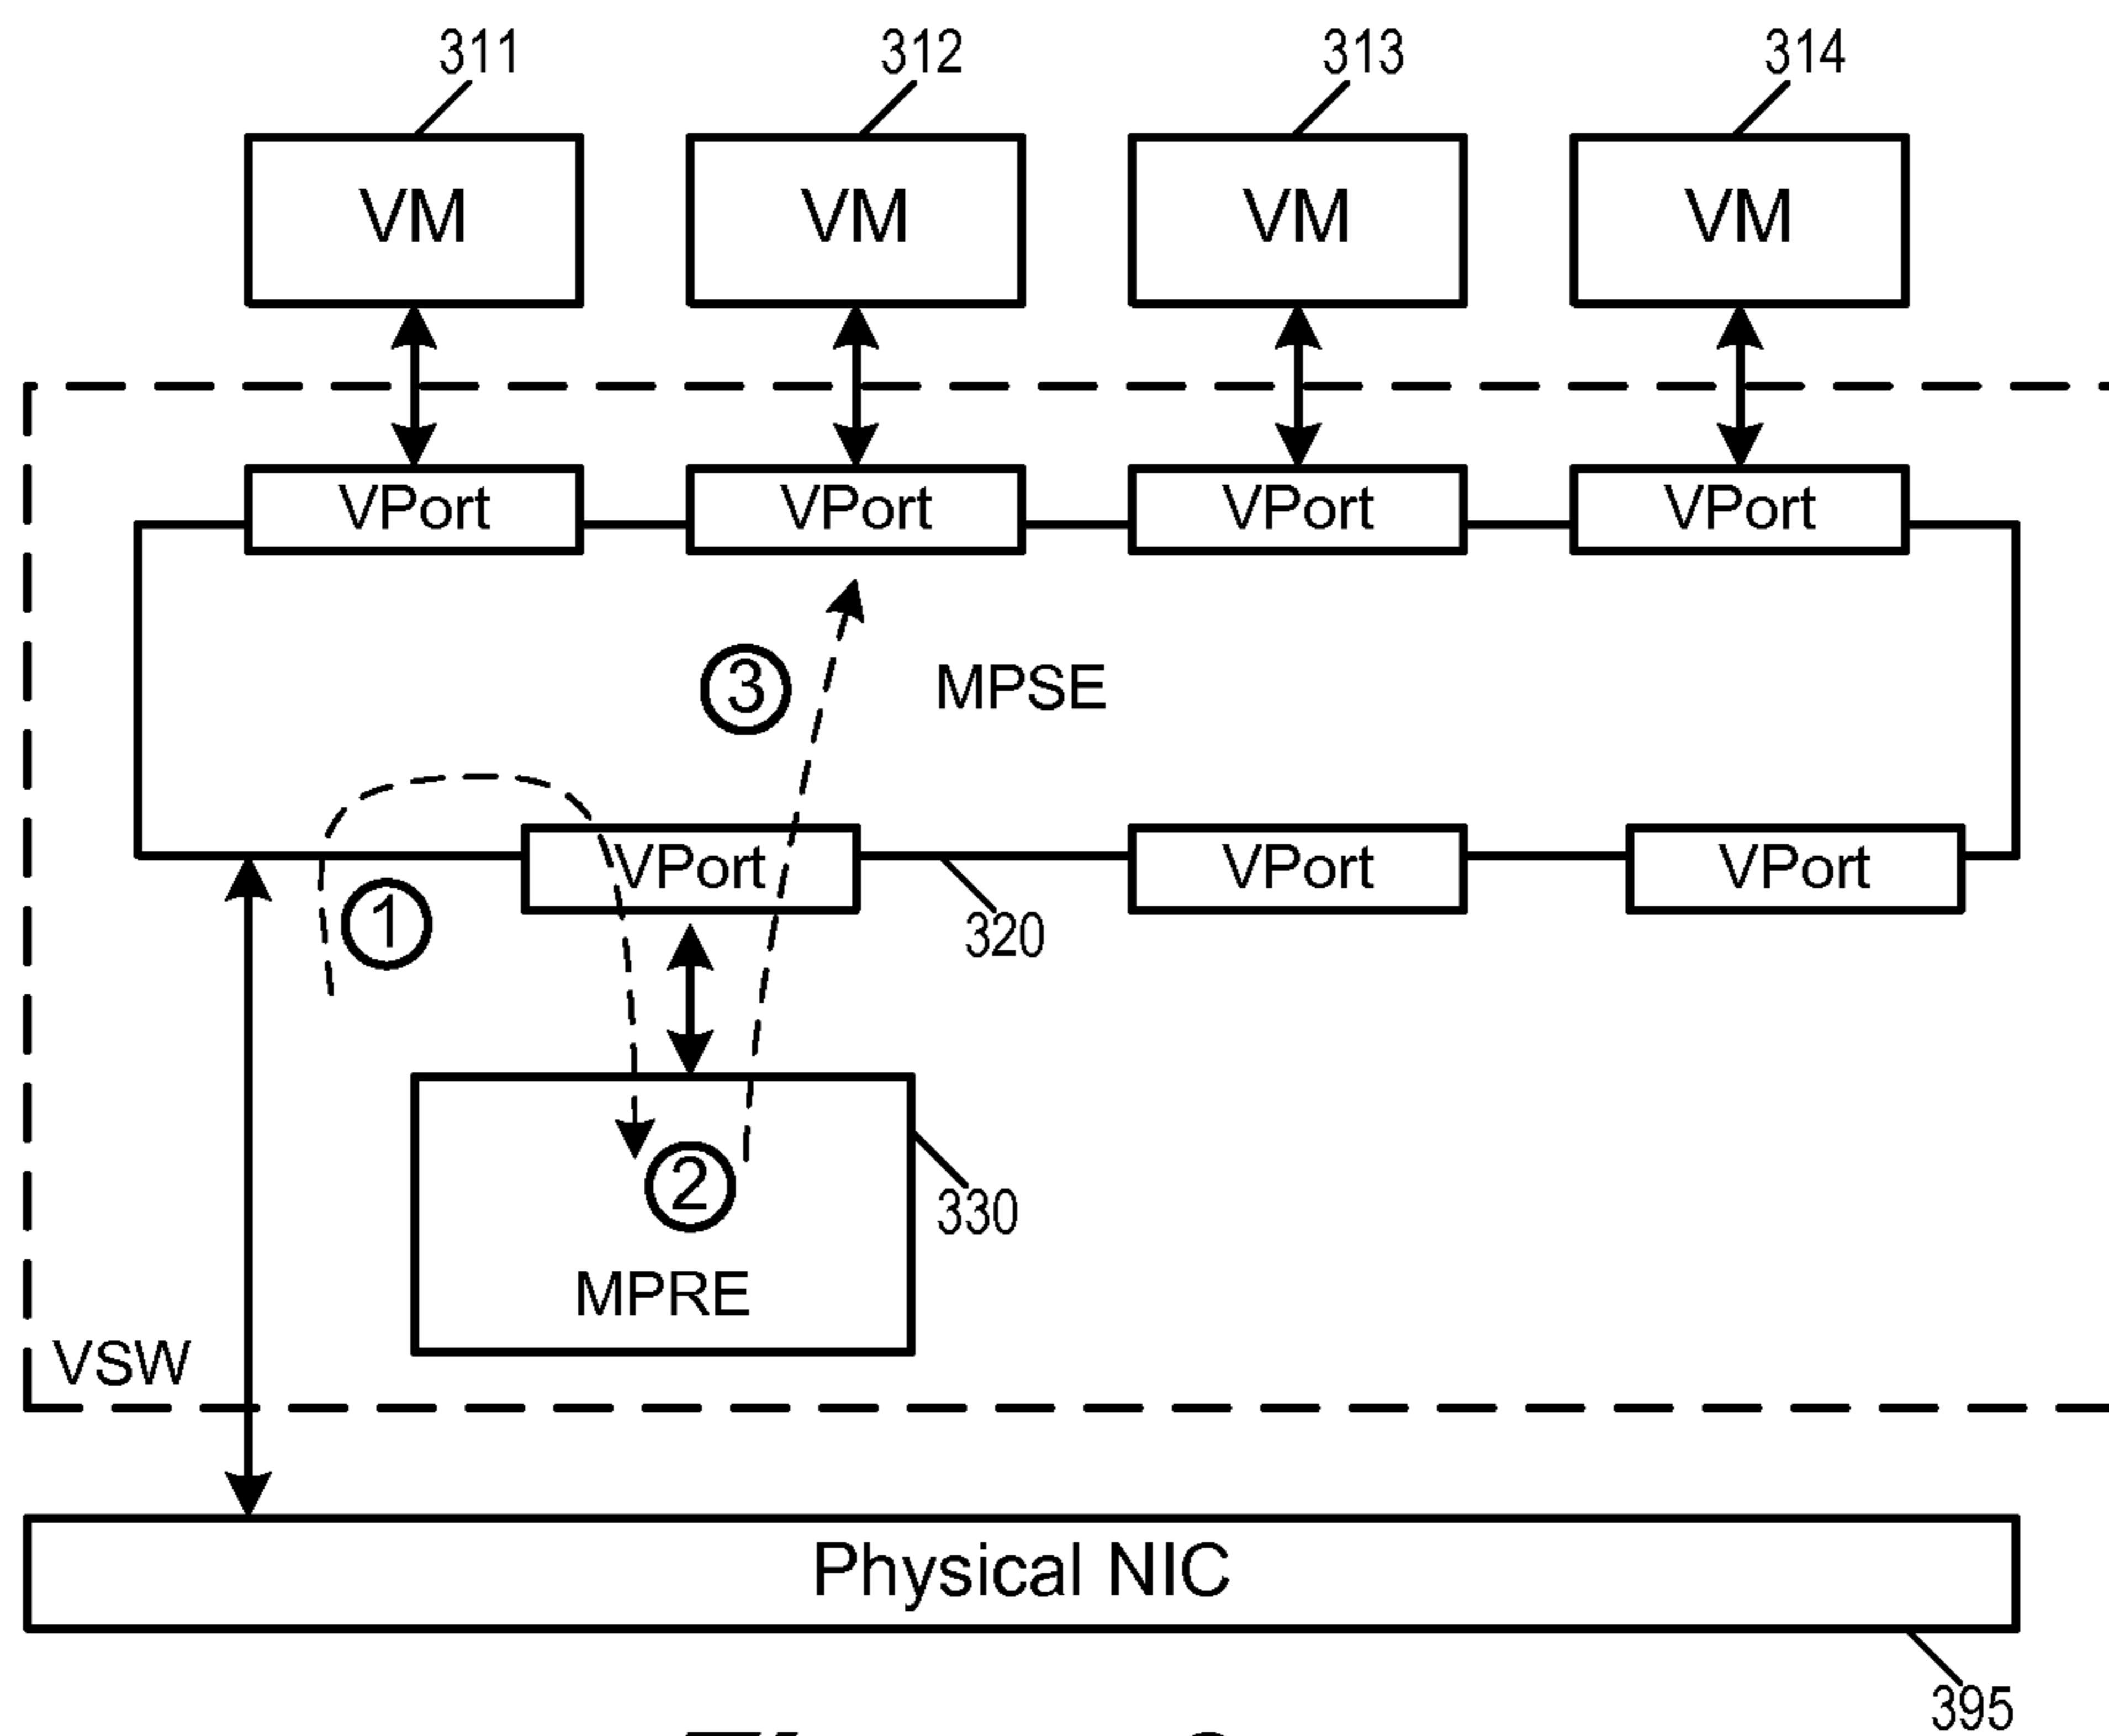 311 312 313 314
VM VM VM VM
VPort VPort VPort VPort
3 MPSE
VPort VPort VPort
1 320
2 330
MPRE
VSW
Physical NIC
395